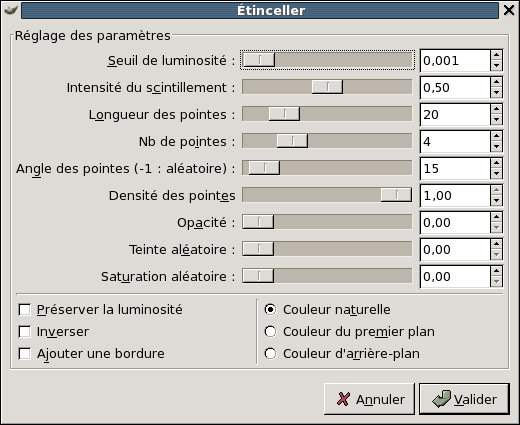 Étinceller
Réglage des paramètres
Seuil de luminosité : 0,001
Intensité du scintillement : 0,50
Longueur des pointes : 20
Nb de pointes : 4
Angle des pointes (-1 : aléatoire) : 15
Densité des pointes 1,00
Opacité : 0,00
Teinte aléatoire : 0,00
Saturation aléatoire : 0,00
Préserver la luminosité
Inverser
Ajouter une bordure
Couleur naturelle
Couleur du premier plan
Couleur d'arrière-plan
Annuler
Valider